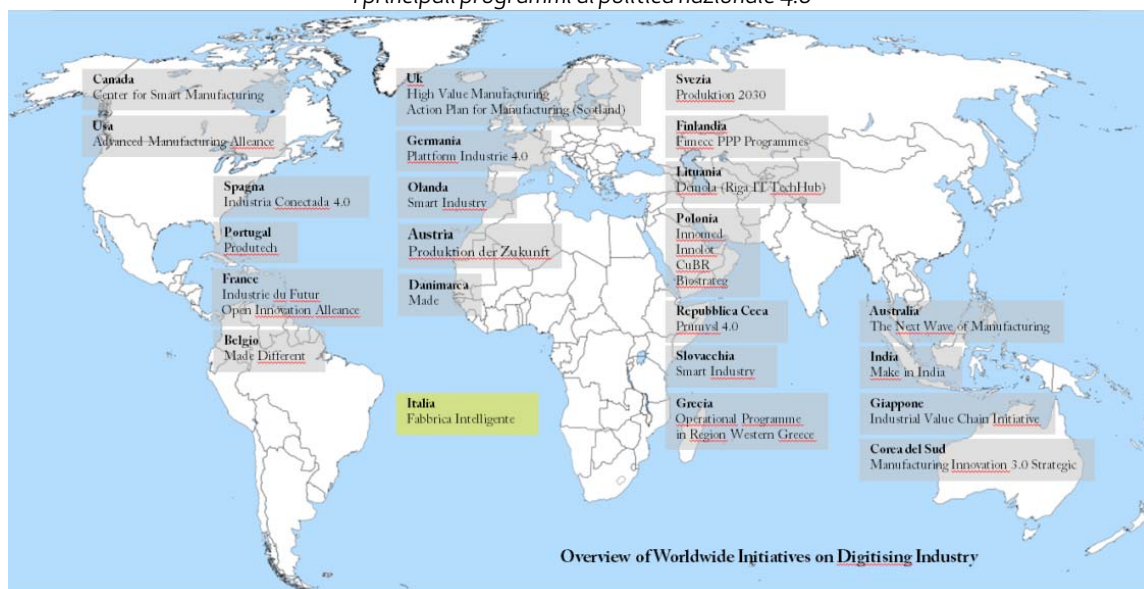 I principali programmi di politica nazionale 4.0
Canada
Center for Smart Manufacturing
Usa
Advanced Manufacturing Alleance
Spagna
Industria Conectada 4.0
Portugal
Produtech
France
Industrie du Futur
Open Innovation Alleance
Belgio
Made Different
Uk
High Value Manufacturing
Action Plan for Manufacturing (Scotland)
Germania
Plattform Industrie 4.0
Olanda
Smart Industry
Austria
Produktion der Zukunft
Danimarca
Made
Italia
Fabbrica Intelligente
Svezia
Produktion 2030
Finlandia
Fimecc PPP Programmes
Lituania
Demola (Riga IT TechHub)
Polonia
Innomed
Innolot
CuBR
Biostrateg
Repubblica Ceca
Prumysl 4.0
Slovacchia
Smart Industry
Grecia
Operational Programme
in Region Western Greece
Australia
The Next Wave of Manufacturing
India
Make in India
Giappone
Industrial Value Chain Initiative
Corea del Sud
Manufacturing Innovation 3.0 Strategic
Overview of Worldwide Initiatives on Digitising Industry